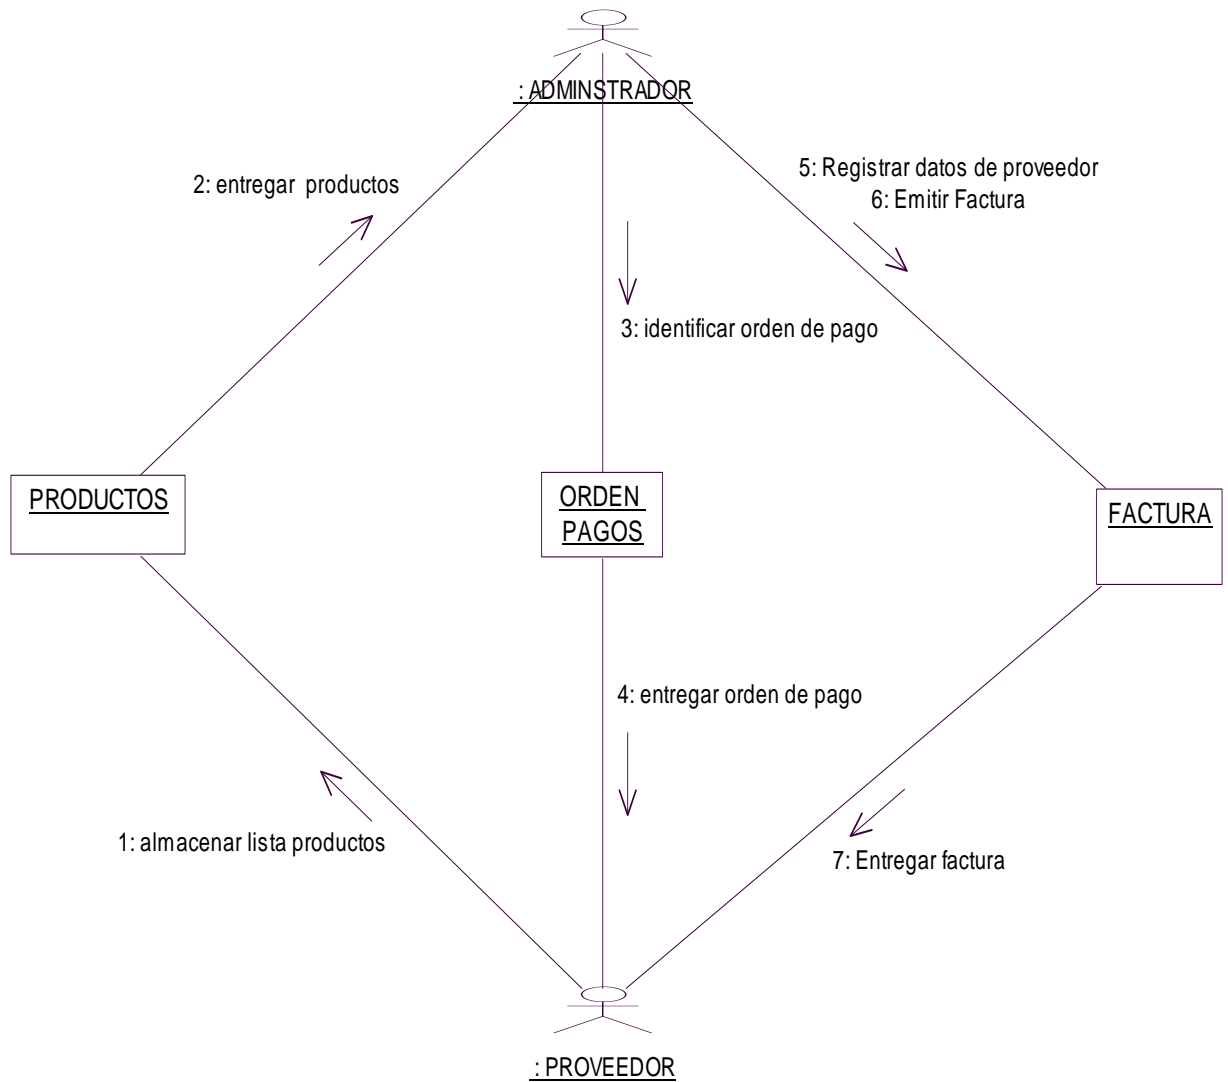 : ADMINSTRADOR
2: entregar productos
5: Registrar datos de proveedor
6: Emitir Factura
3: identificar orden de pago
PRODUCTOS
ORDEN
PAGOS
FACTURA
4: entregar orden de pago
1: almacenar lista productos
7: Entregar factura
: PROVEEDOR